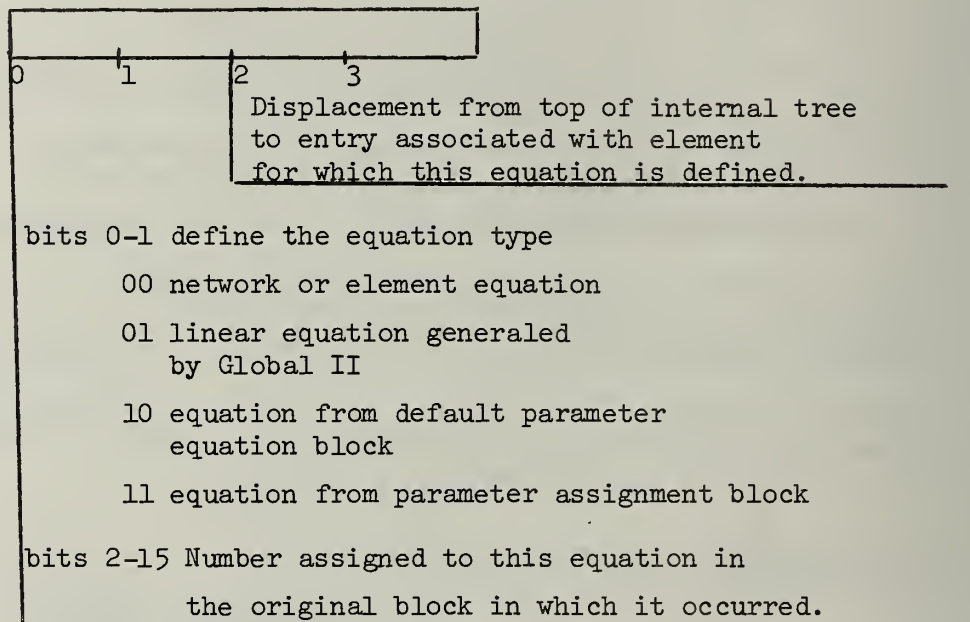 0 1 2 3
Displacement from top of internal tree
to entry associated with element
for which this equation is defined.
bits 0-1 define the equation type
00 network or element equation
01 linear equation generaled
by Global II
10 equation from default parameter
equation block
11 equation from parameter assignment block
bits 2-15 Number assigned to this equation in
the original block in which it occurred.